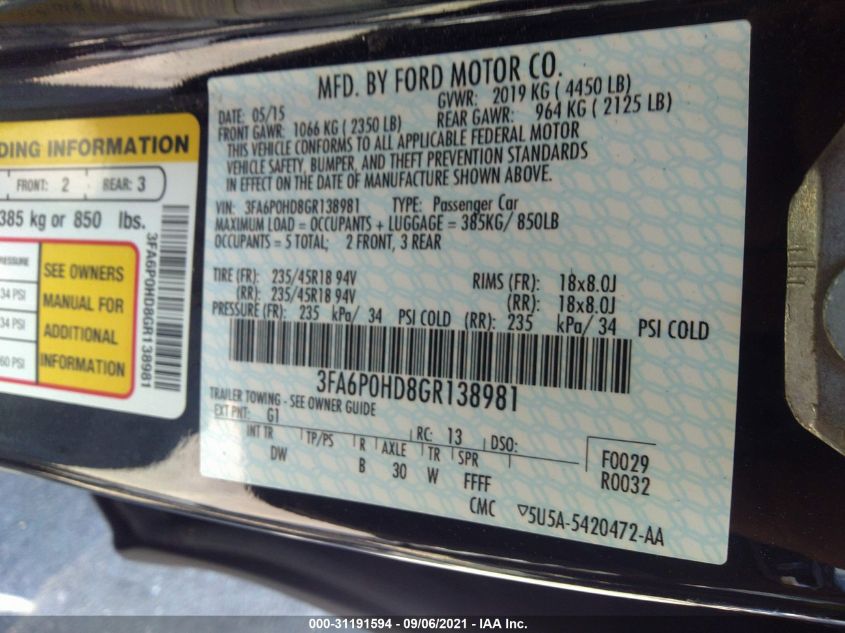 MFD. BY FORD MOTOR CO.
DATE: 05/15 GVWR: 2019 KG ( 4450 LB)
FRONT GAWR: 1066 KG ( 2350 LB) REAR GAWR: 964 KG ( 2125 LB)
THIS VEHICLE CONFORMS TO ALL APPLICABLE FEDERAL MOTOR
VEHICLE SAFETY, BUMPER, AND THEFT PREVENTION STANDARDS
IN EFFECT ON THE DATE OF MANUFACTURE SHOWN ABOVE.
VIN: 3FA6P0HD8GR138981 TYPE: Passenger Car
MAXIMUM LOAD = OCCUPANTS + LUGGAGE = 385KG/ 850LB
OCCUPANTS = 5 TOTAL; 2 FRONT, 3 REAR
TIRE (FR): 235/45R18 94V RIMS (FR): 18x8.0J
(RR): 235/45R18 94V (RR): 18x8.0J
PRESSURE (FR): 235 kPa/ 34 PSI COLD (RR): 235 kPa/ 34 PSI COLD
3FA6P0HD8GR138981
TRAILER TOWING - SEE OWNER GUIDE
EXT PNT: G1 RC: 13 DSO:
INT TR TP/PS R AXLE TR SPR F0029
DW B 30 W FFFF R0032
CMC ▽5U5A-5420472-AA
DING INFORMATION
FRONT: 2 REAR: 3
385 kg or 850 lbs.
34 PSI
34 PSI
60 PSI
SEE OWNERS
MANUAL FOR
ADDITIONAL
INFORMATION
3FA6P0HD8GR138981
000-31191594 - 09/06/2021 - IAA Inc.